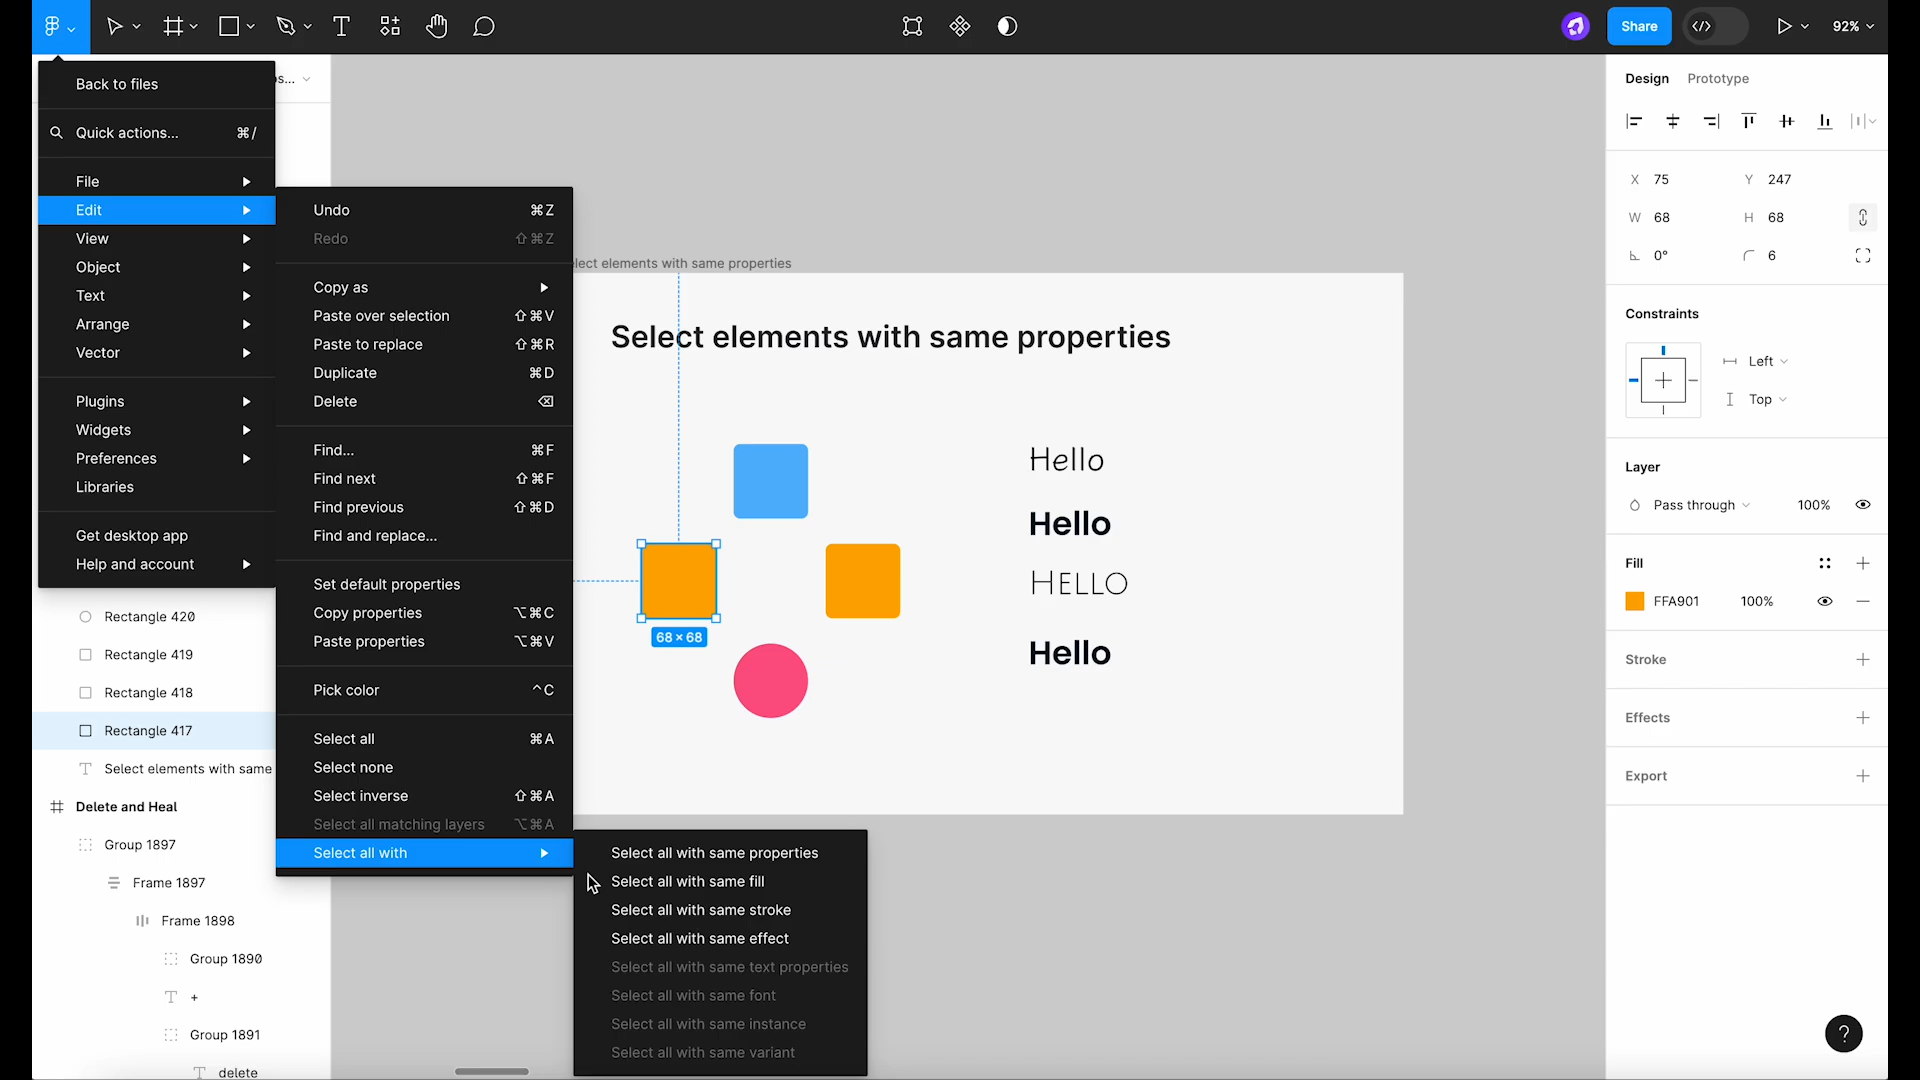 Share
92%
Back to files
s...
Quick actions... ⌘/
File
Edit
View
Object
Text
Arrange
Vector
Plugins
Widgets
Preferences
Libraries
Get desktop app
Help and account
Undo ⌘Z
Redo ⇧⌘Z
Copy as
Paste over selection ⇧⌘V
Paste to replace ⇧⌘R
Duplicate ⌘D
Delete ⌫
Find... ⌘F
Find next ⇧⌘F
Find previous ⇧⌘D
Find and replace...
Set default properties
Copy properties ⌥⌘C
Paste properties ⌥⌘V
Pick color ^C
Select all ⌘A
Select none
Select inverse ⇧⌘A
Select all matching layers ⌥⌘A
Select all with
Select all with same properties
Select all with same fill
Select all with same stroke
Select all with same effect
Select all with same text properties
Select all with same font
Select all with same instance
Select all with same variant
Rectangle 420
Rectangle 419
Rectangle 418
Rectangle 417
Select elements with same
Delete and Heal
Group 1897
Frame 1897
Frame 1898
Group 1890
+
Group 1891
delete
lect elements with same properties
Select elements with same properties
68 × 68
Hello
Hello
HELLO
Hello
Design Prototype
X 75 Y 247
W 68 H 68
0° 6
Constraints
Left
Top
Layer
Pass through 100%
Fill
FFA901 100%
Stroke
Effects
Export
?